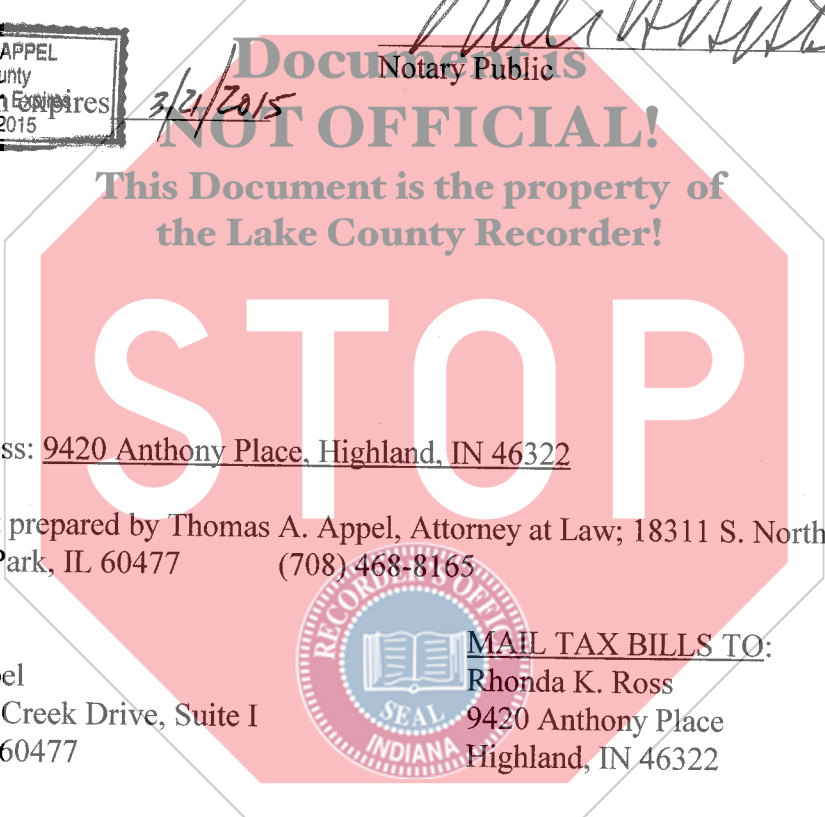 APPEL
unty
n Expires
2015
expires 3/21/2015
Notary Public
Document is
NOT OFFICIAL!
This Document is the property of
the Lake County Recorder!
STOP
ss: 9420 Anthony Place, Highland, IN 46322
prepared by Thomas A. Appel, Attorney at Law; 18311 S. North
Park, IL 60477 (708) 468-8165
RECORDER'S OFFICE
SEAL
INDIANA
el
Creek Drive, Suite I
60477
MAIL TAX BILLS TO:
Rhonda K. Ross
9420 Anthony Place
Highland, IN 46322